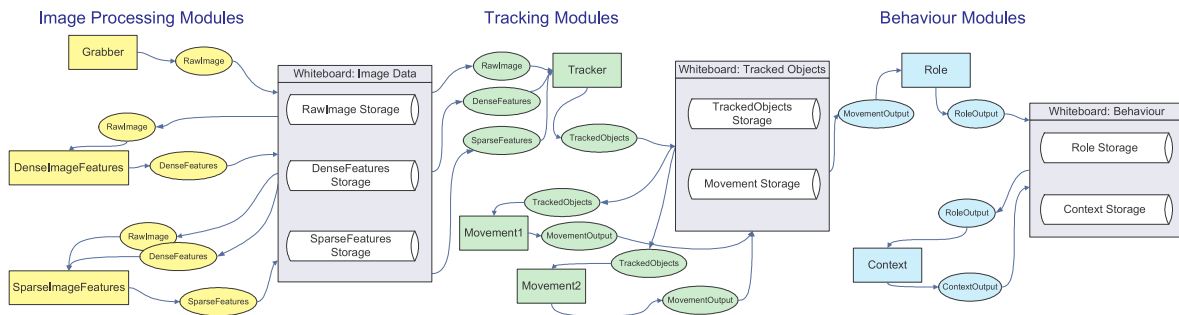 Image Processing Modules
Tracking Modules
Behaviour Modules
Grabber
RawImage
Whiteboard: Image Data
RawImage Storage
DenseFeatures
Storage
SparseFeatures
Storage
RawImage
DenseImageFeatures
DenseFeatures
RawImage
DenseFeatures
SparseImageFeatures
SparseFeatures
RawImage
DenseFeatures
SparseFeatures
Tracker
TrackedObjects
Whiteboard: Tracked Objects
TrackedObjects
Storage
Movement Storage
TrackedObjects
Movement1
MovementOutput
TrackedObjects
Movement2
MovementOutput
MovementOutput
Role
RoleOutput
Whiteboard: Behaviour
Role Storage
Context Storage
RoleOutput
Context
ContextOutput